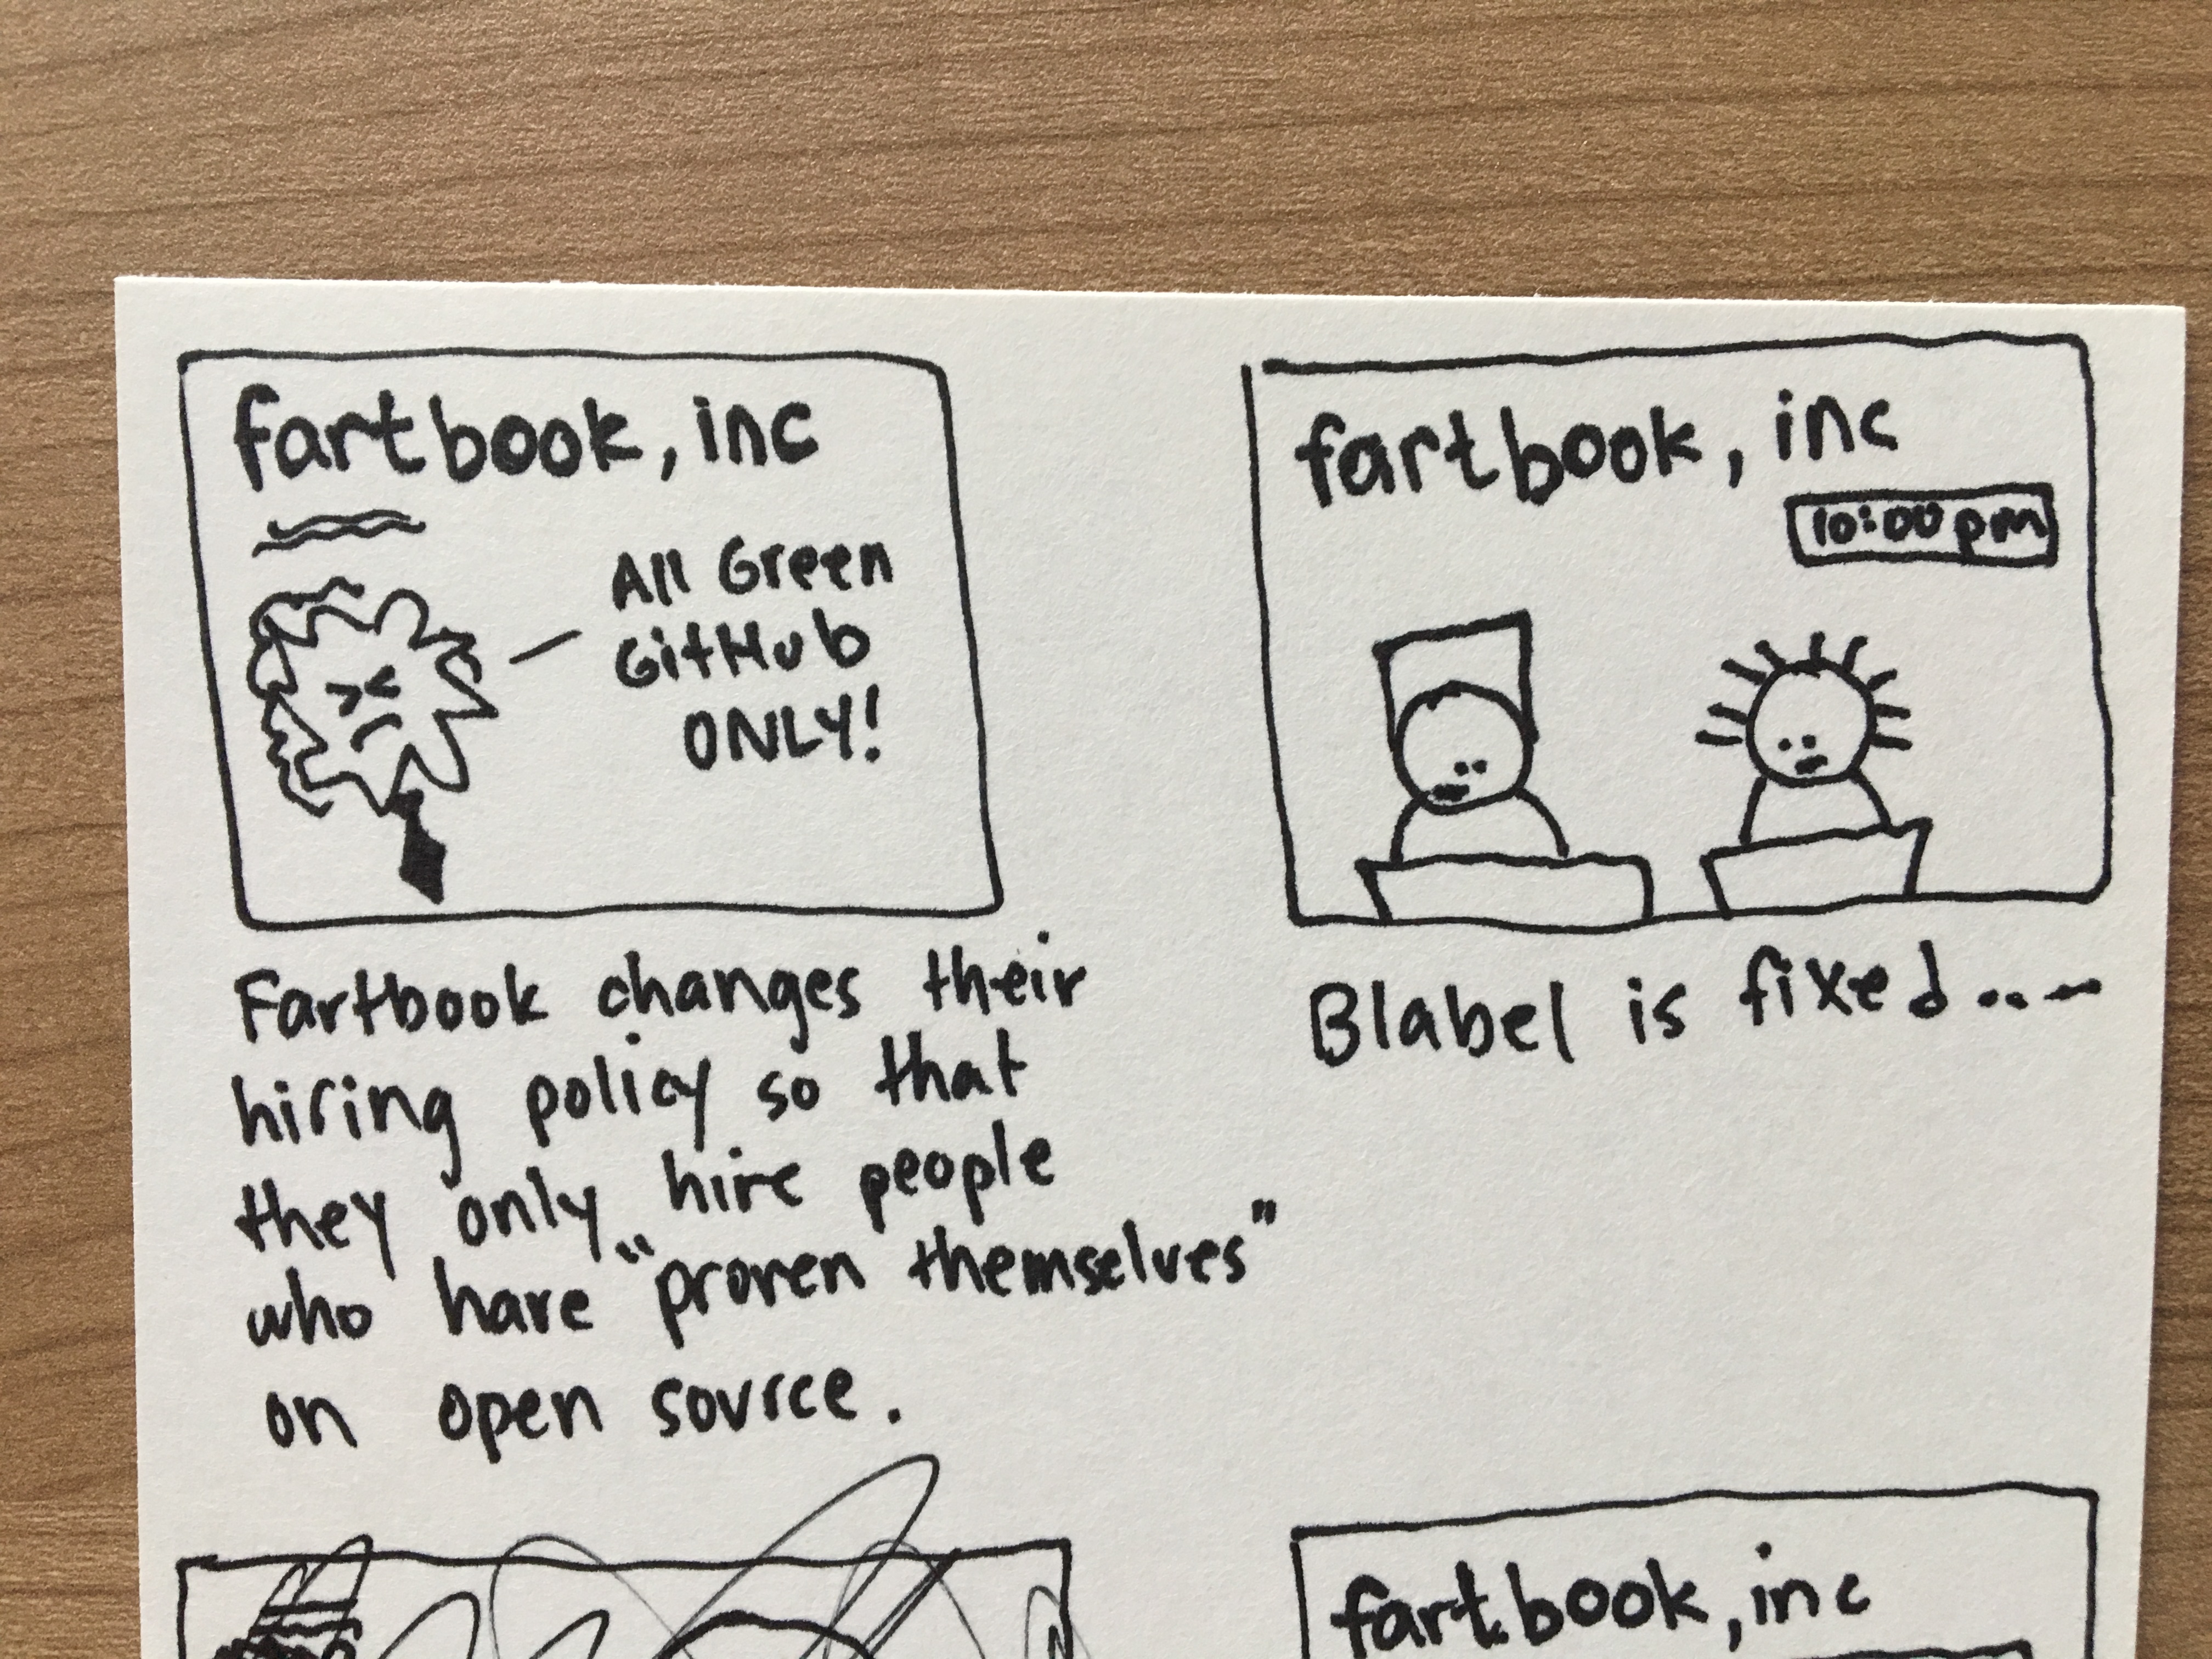 fartbook, inc
— All Green
GitHub
ONLY!
Fartbook changes their
hiring policy so that
they only hire people
who have "proven themselves"
on open source.
fartbook, inc
10:00 pm
Blabel is fixed...
fartbook, inc